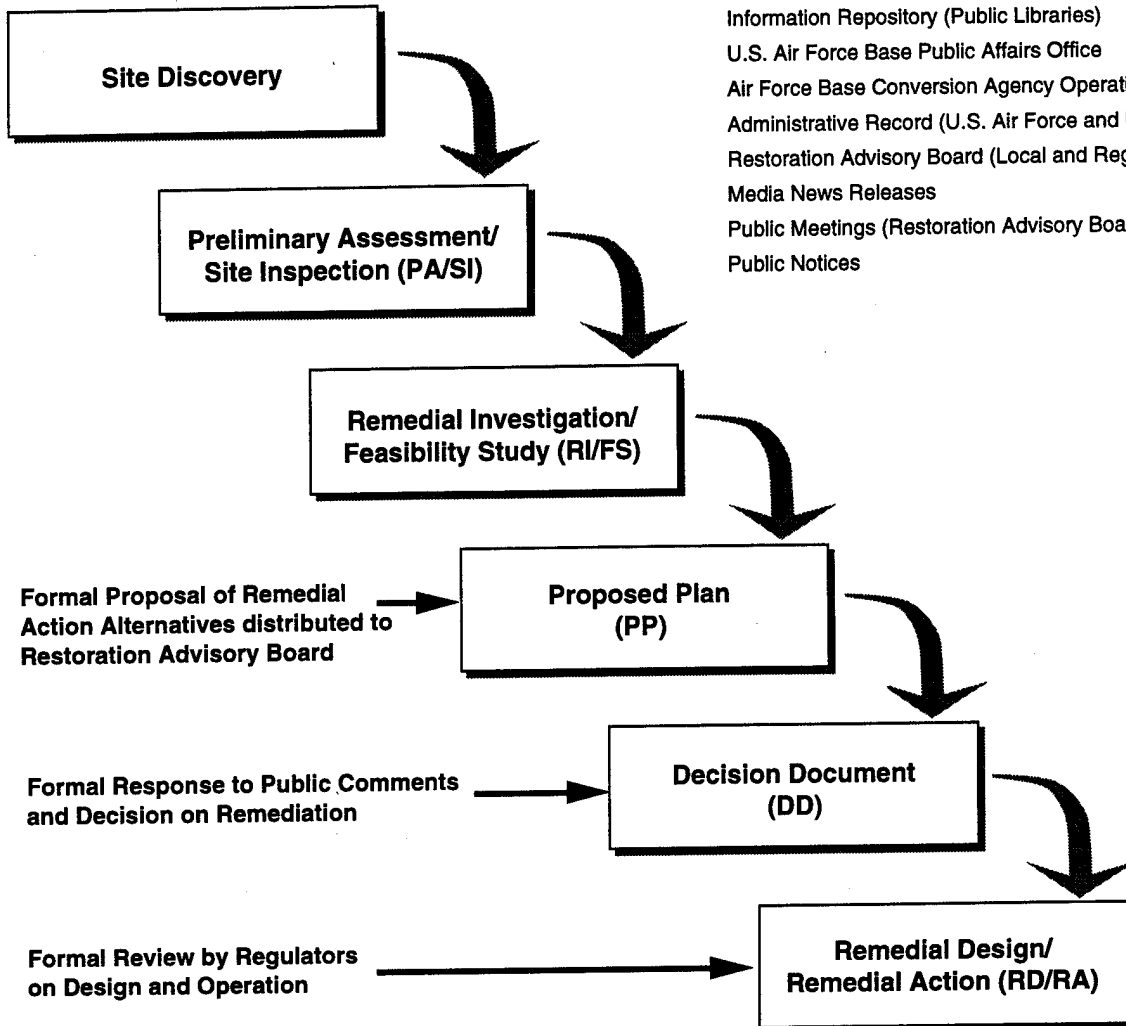 Site Discovery
Information Repository (Public Libraries)
U.S. Air Force Base Public Affairs Office
Air Force Base Conversion Agency
Administrative Record (U.S. Air Force and
Restoration Advisory Board (Local and
Media News Releases
Public Meetings (Restoration Advisory
Public Notices
Preliminary Assessment/
Site Inspection (PA/SI)
Remedial Investigation/
Feasibility Study (RI/FS)
Formal Proposal of Remedial
Action Alternatives distributed to
Restoration Advisory Board
Proposed Plan
(PP)
Formal Response to Public Comments
and Decision on Remediation
Decision Document
(DD)
Formal Review by Regulators
on Design and Operation
Remedial Design/
Remedial Action (RD/RA)